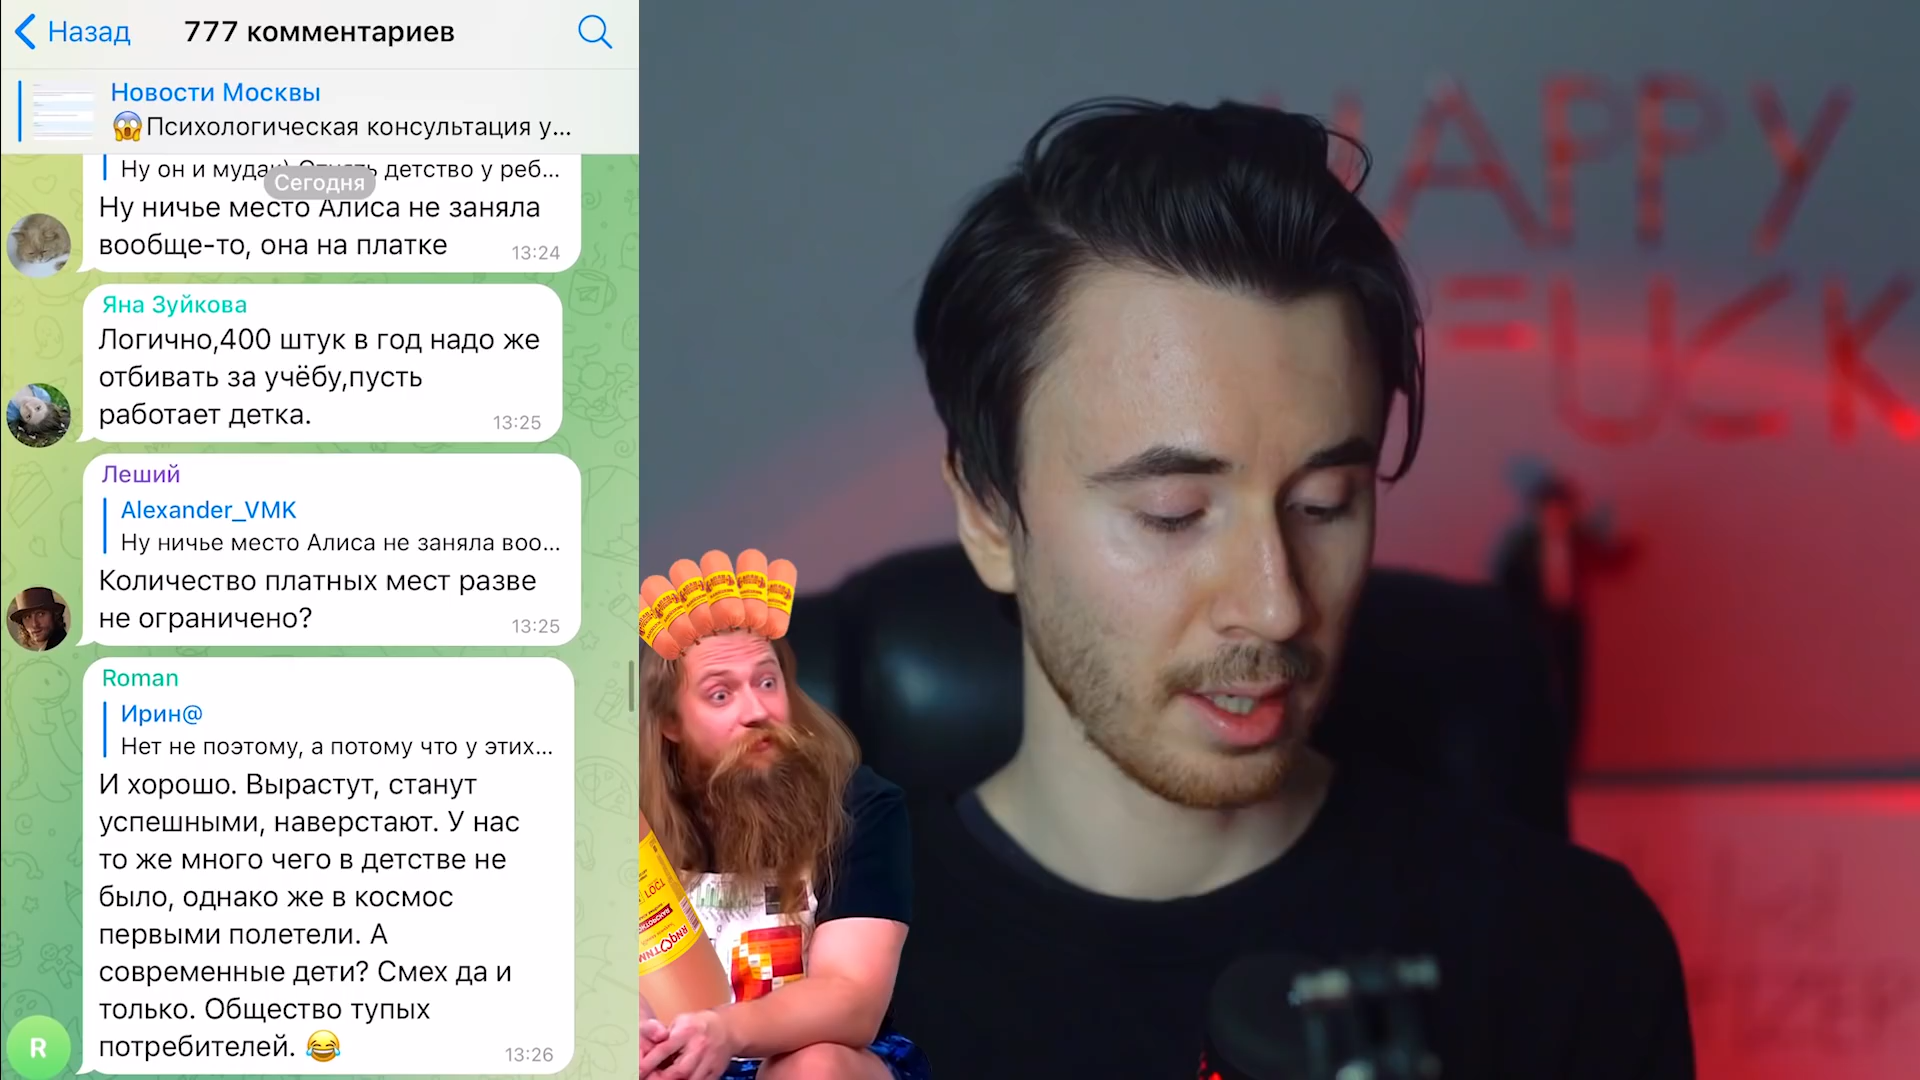 Назад
777 комментариев
Новости Москвы
😱Психологическая консультация у...
детство у реб...
Сегодня
Ну ничье место Алиса не заняла
вообще-то, она на платке
13:24
Яна Зуйкова
Логично,400 штук в год надо же
отбивать за учёбу,пусть
работает детка.
13:25
Леший
Alexander_VMK
Ну ничье место Алиса не заняла воо...
Количество платных мест разве
не ограничено?
13:25
Roman
Ирин@
Нет не поэтому, а потому что у этих...
И хорошо. Вырастут, станут
успешными, наверстают. У нас
то же много чего в детстве не
было, однако же в космос
первыми полетели. А
современные дети? Смех да и
только. Общество тупых
потребителей. 😂
13:26
R
HAPPY
FUCK